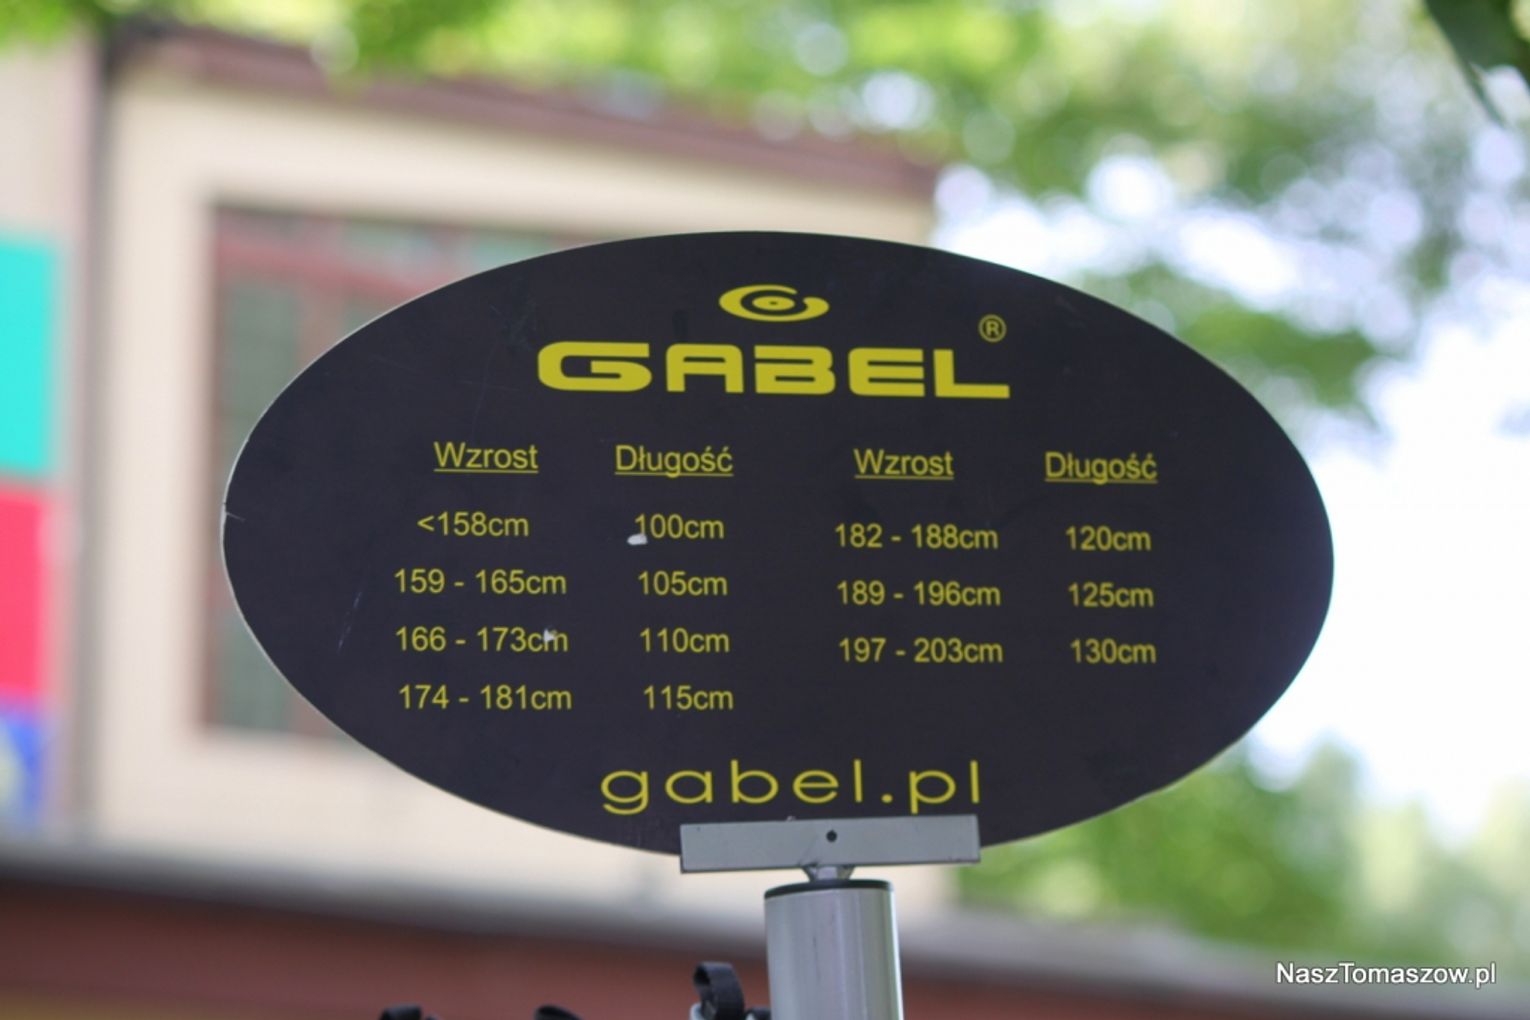 GABEL®
Wzrost Długość Wzrost Długość
<158cm 100cm 182 - 188cm 120cm
159 - 165cm 105cm 189 - 196cm 125cm
166 - 173cm 110cm 197 - 203cm 130cm
174 - 181cm 115cm
gabel.pl
NaszTomaszow.pl